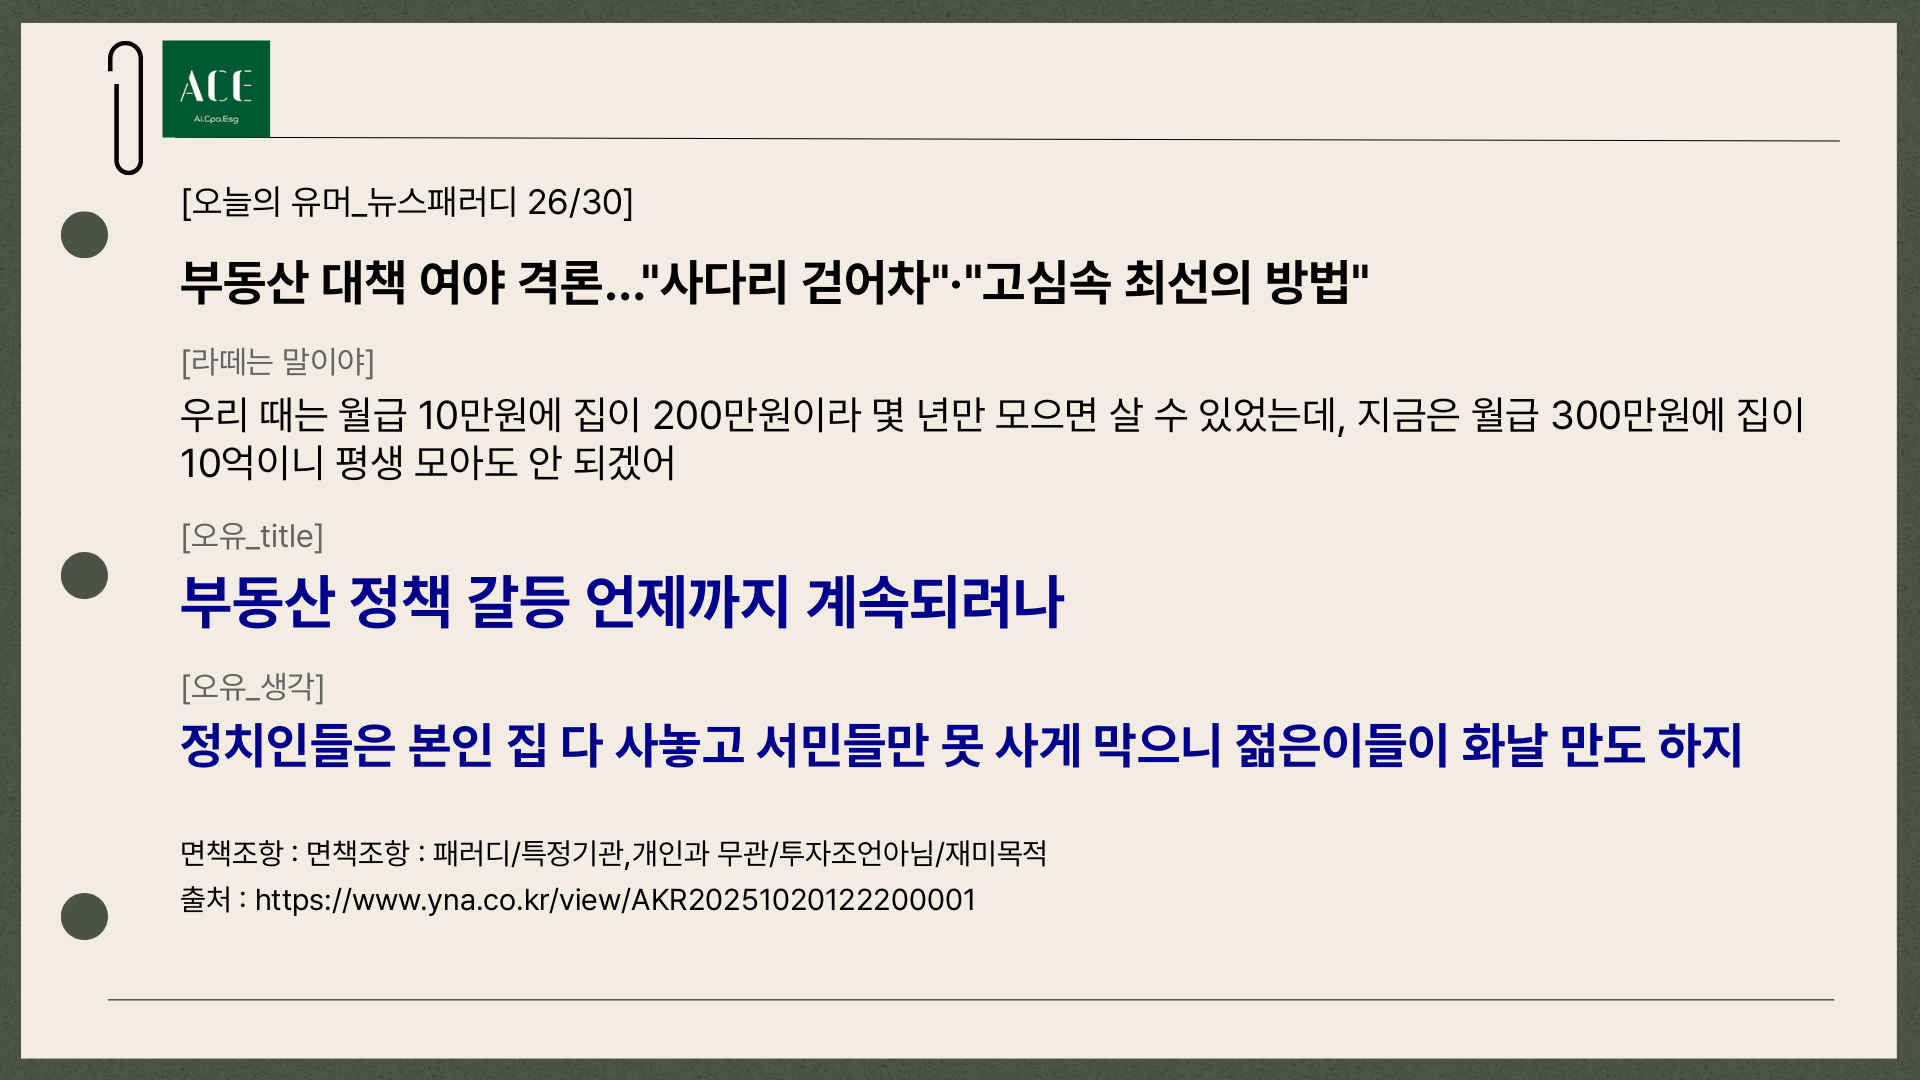 ACE
Ai.Cpa.Esg
[오늘의 유머_뉴스패러디 26/30]
부동산 대책 여야 격론..."사다리 걷어차"·"고심속 최선의 방법"
[라떼는 말이야]
우리 때는 월급 10만원에 집이 200만원이라 몇 년만 모으면 살 수 있었는데, 지금은 월급 300만원에 집이
10억이니 평생 모아도 안 되겠어
[오유_title]
부동산 정책 갈등 언제까지 계속되려나
[오유_생각]
정치인들은 본인 집 다 사놓고 서민들만 못 사게 막으니 젊은이들이 화날 만도 하지
면책조항 : 면책조항 : 패러디/특정기관,개인과 무관/투자조언아님/재미목적
출처 : https://www.yna.co.kr/view/AKR20251020122200001